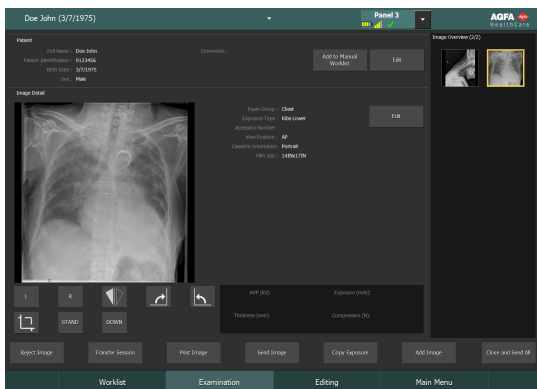 Doe John (3/7/1975)
Panel 3
AGFA
HealthCare
Patient
Full Name : Doe John
Patient Identification : 0123456
Birth Date : 3/7/1975
Sex : Male
Comments :
Add to Manual
Worklist
Edit
Image Overview (2/2)
Image Detail
Exam Group : Chest
Exposure Type : Ribs Lower
Accession Number :
View Position : AP
Cassette Orientation : Portrait
Film size : 14INx17IN
Edit
L
R
STAND
DOWN
KVP (kv):
Exposure (mAs):
Thickness (mm):
Compression (N):
Reject Image
Transfer Session
Print Image
Send Image
Copy Exposure
Add Image
Close and Send All
Worklist
Examination
Editing
Main Menu